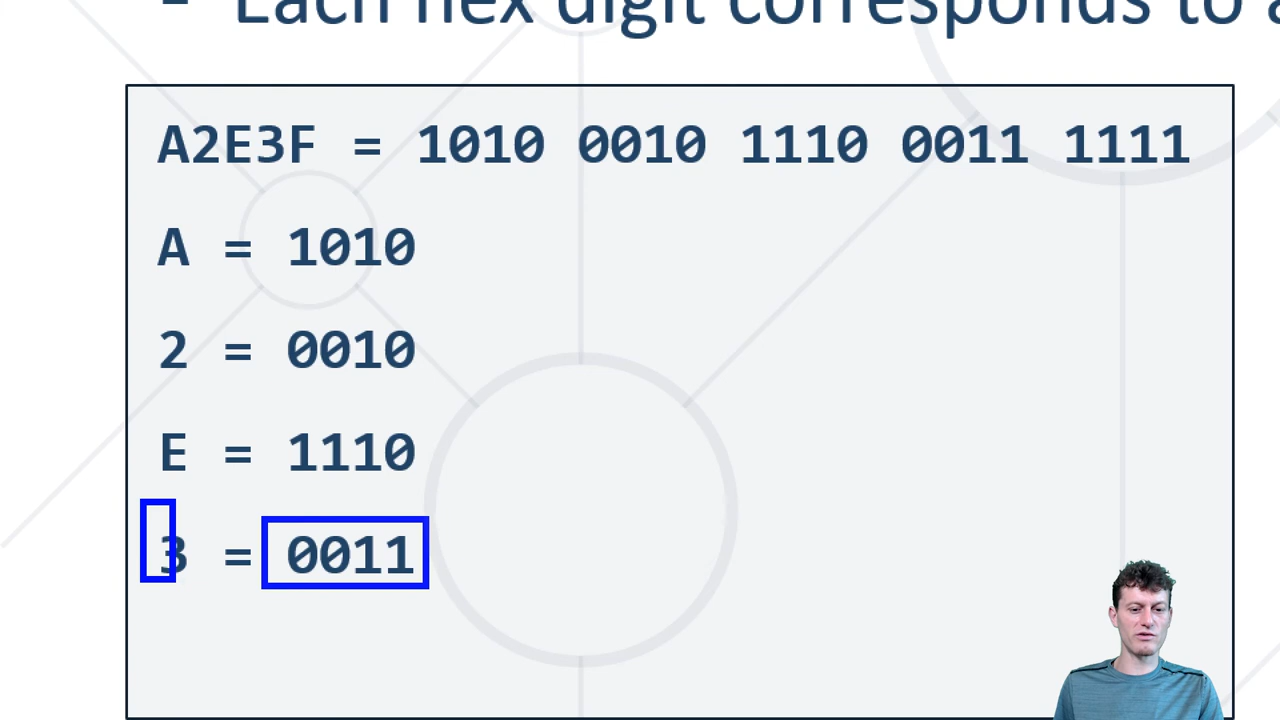 - Each hex digit corresponds to a
A2E3F = 1010 0010 1110 0011 1111
A = 1010
2 = 0010
E = 1110
3 = 0011